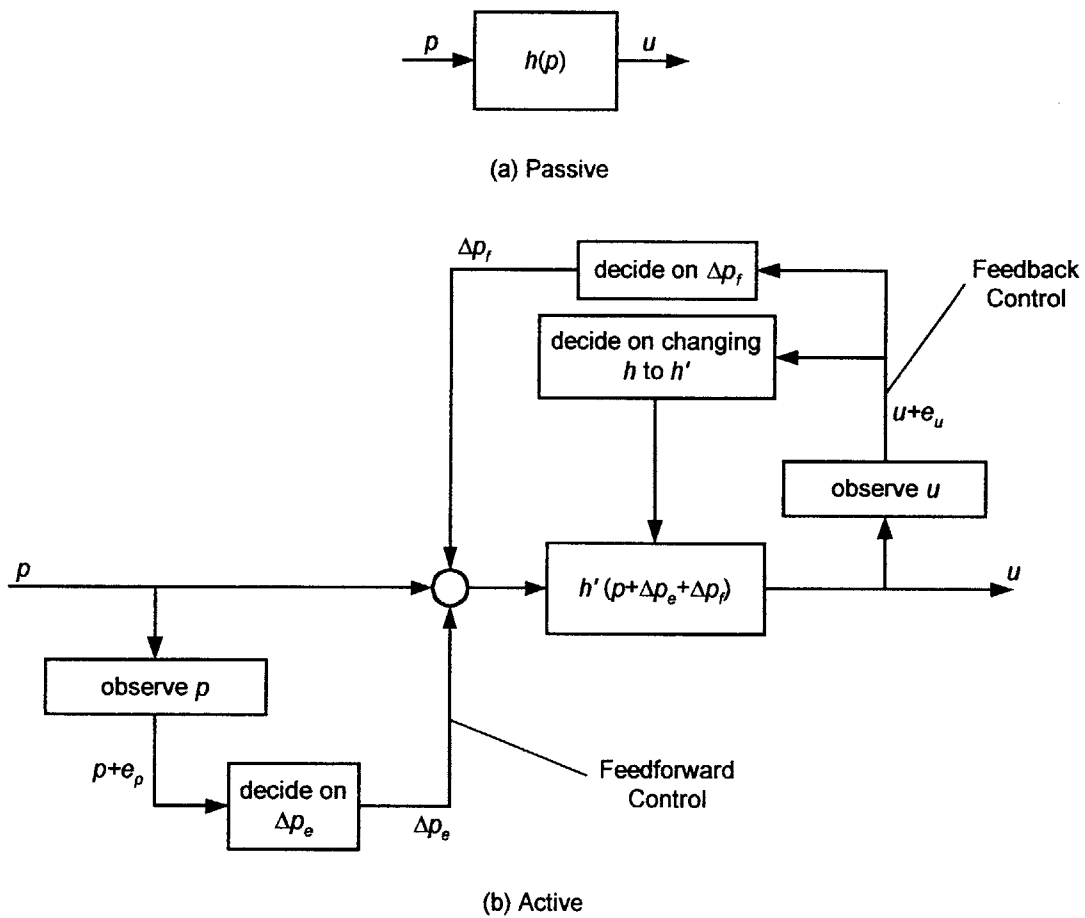 p
h(p)
u
(a) Passive
Δp_f
decide on Δp_f
Feedback
Control
decide on changing
h to h'
u+e_u
observe u
p
h' (p+Δp_e+Δp_f)
u
observe p
p+e_p
decide on
Δp_e
Δp_e
Feedforward
Control
(b) Active